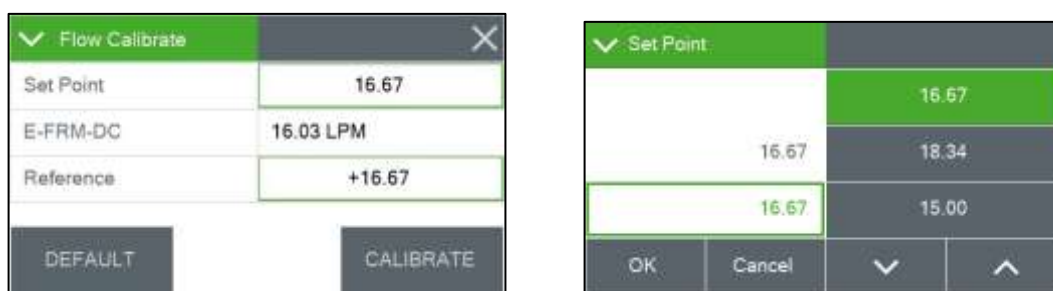 Flow Calibrate
Set Point 16.67
E-FRM-DC 16.03 LPM
Reference +16.67
DEFAULT CALIBRATE
Set Point
16.67
16.67 18.34
16.67 15.00
OK Cancel